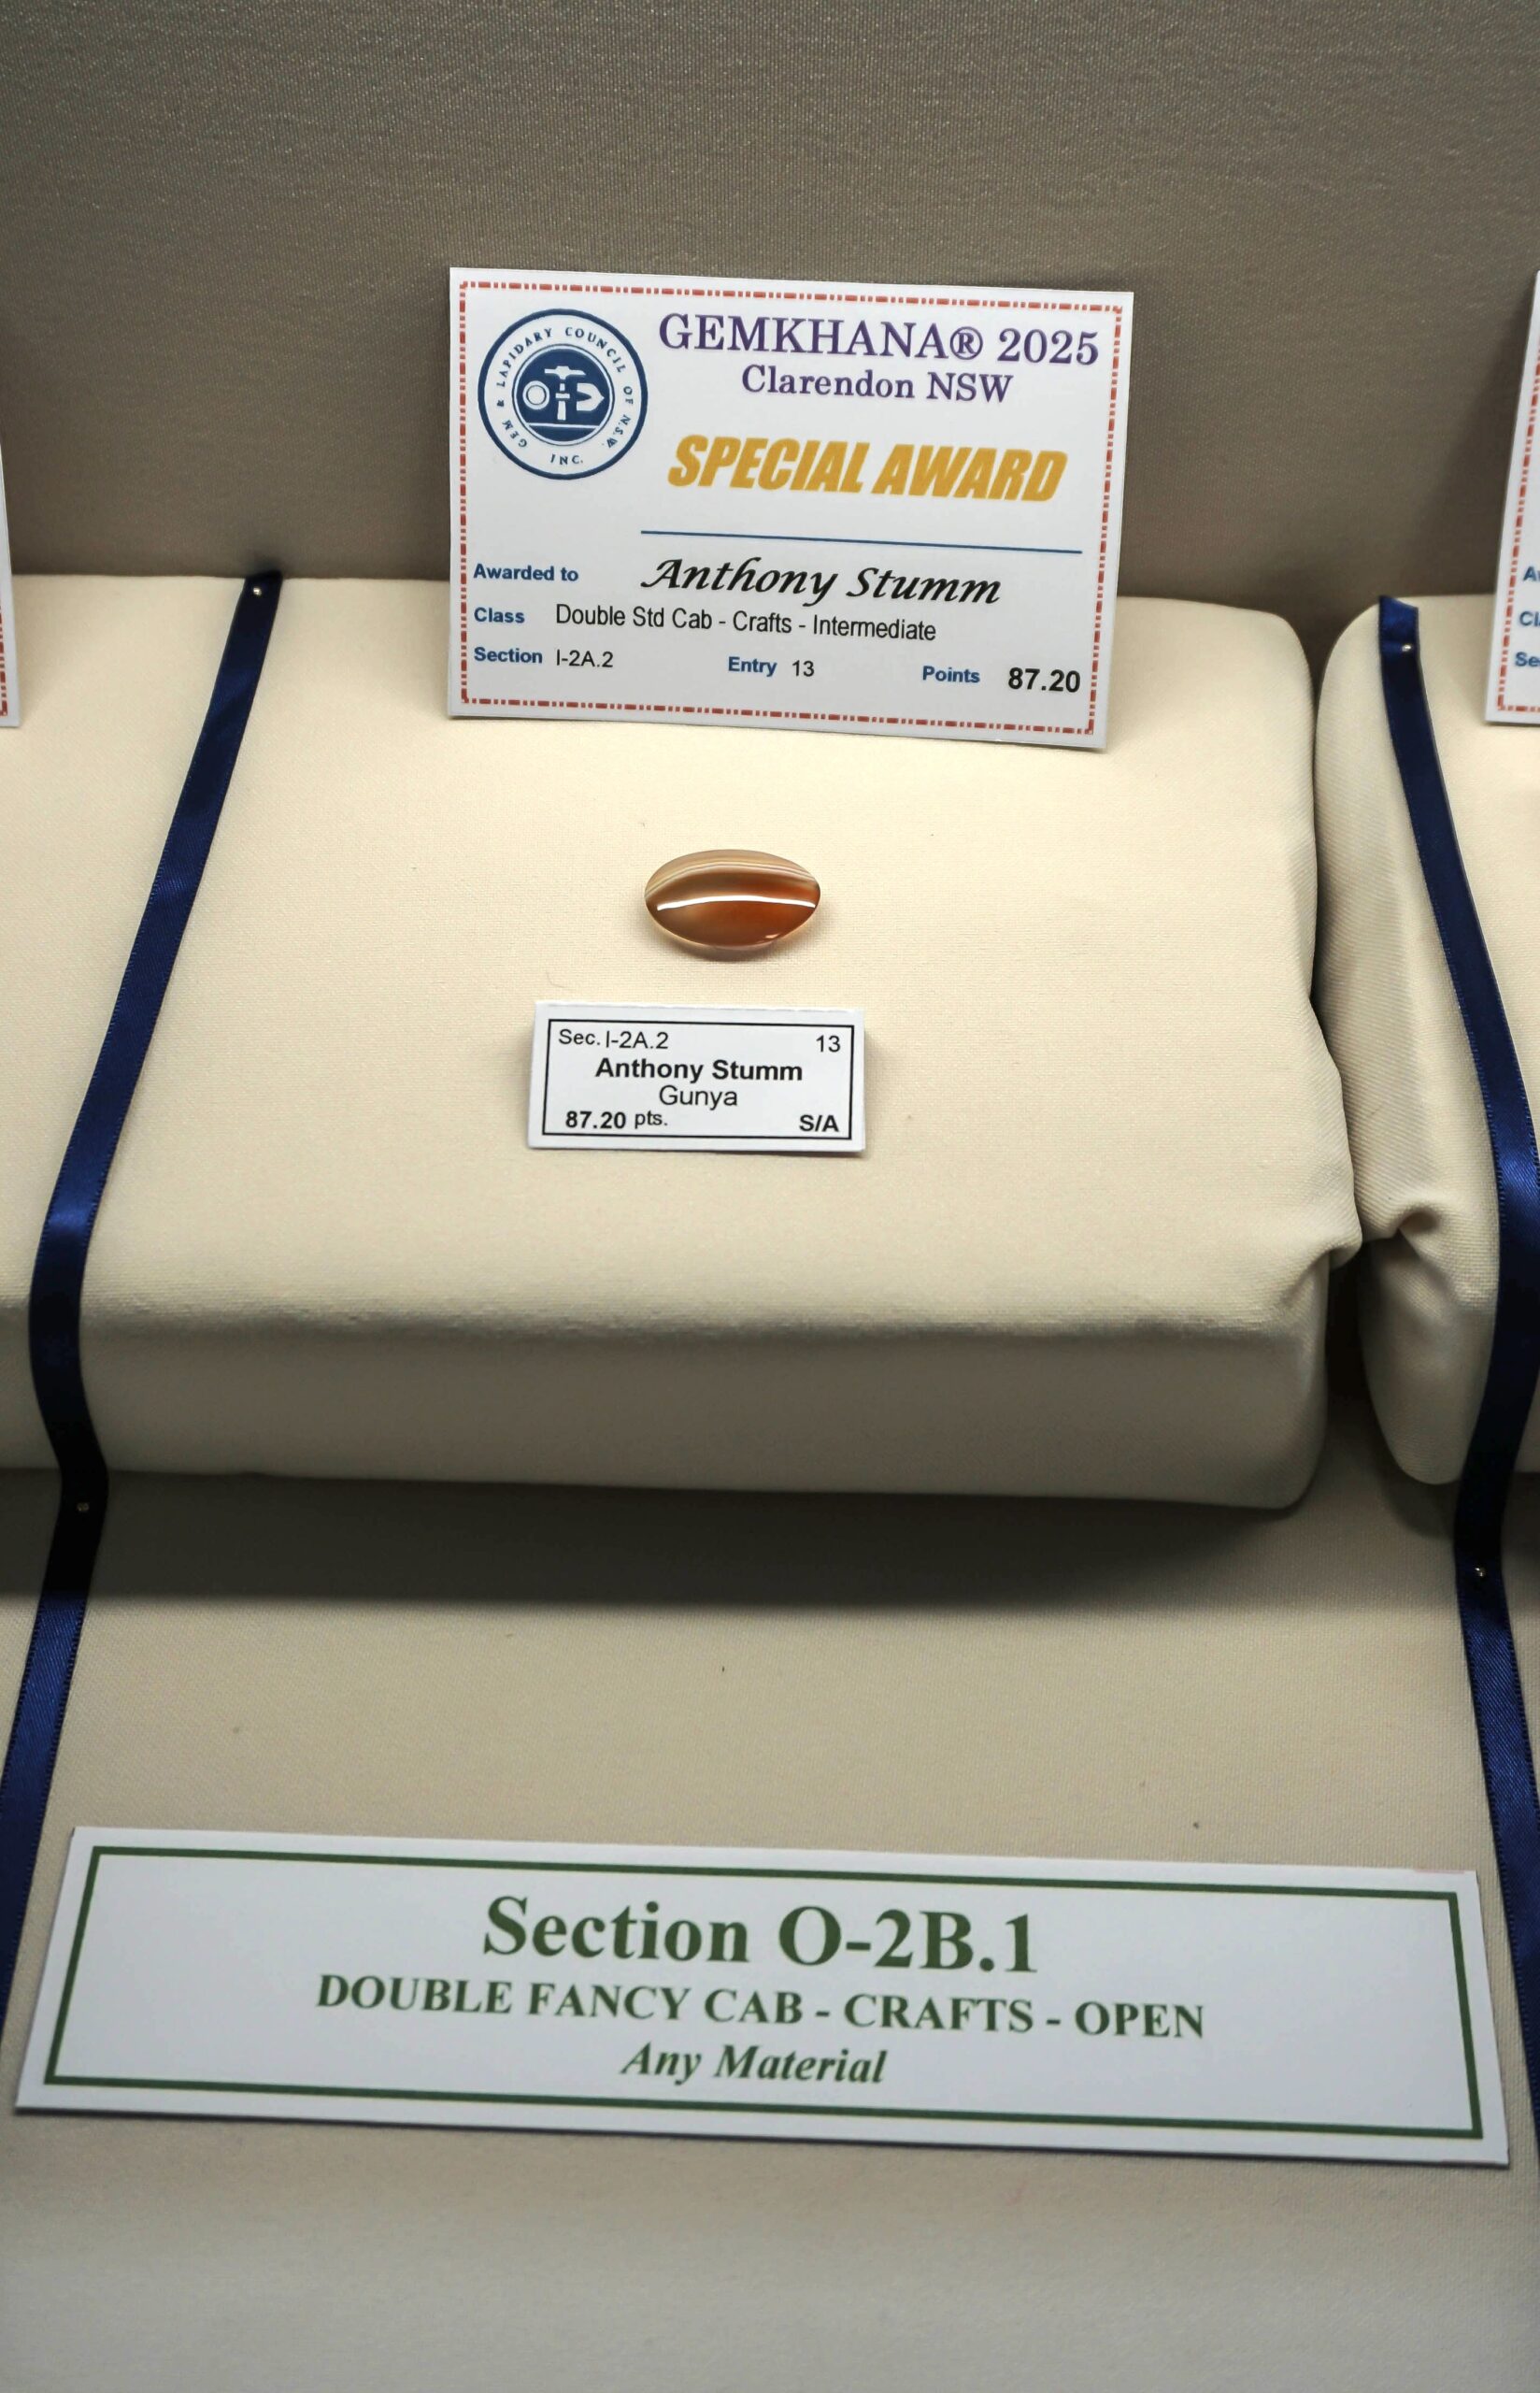 GEM & LAPIDARY COUNCIL OF N.S.W.
INC.
GEMKHANA® 2025
Clarendon NSW
SPECIAL AWARD
Awarded to Anthony Stumm
Class Double Std Cab - Crafts - Intermediate
Section I-2A.2 Entry 13 Points 87.20
Sec. I-2A.2 13
Anthony Stumm
Gunya
87.20 pts. S/A
Section O-2B.1
DOUBLE FANCY CAB - CRAFTS - OPEN
Any Material